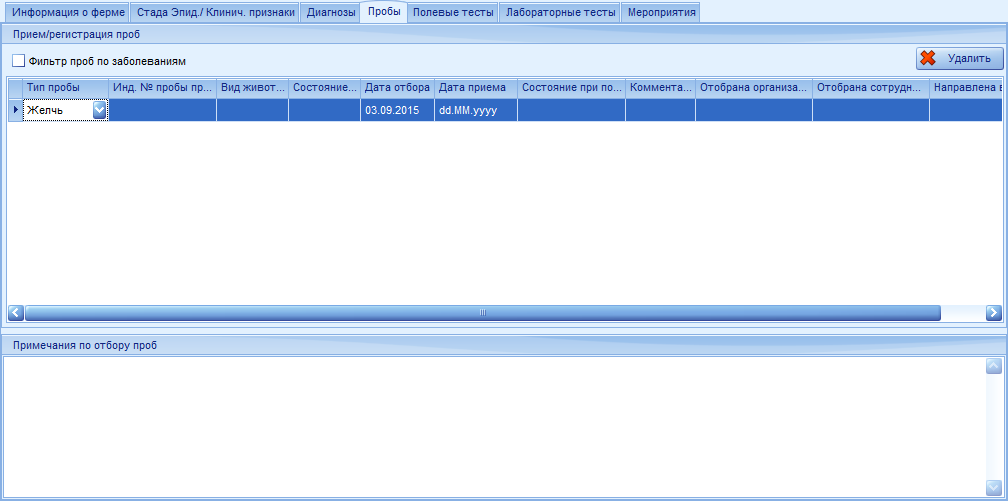 Информация о ферме Стада Эпид./ Клинич. признаки Диагнозы Пробы Полевые тесты Лабораторные тесты Мероприятия
Прием/регистрация проб
Фильтр проб по заболеваниям Удалить
Тип пробы Инд. № пробы пр... Вид живот... Состояние... Дата отбора Дата приема Состояние при по... Коммента... Отобрана организа... Отобрана сотрудн... Направлена в
Желчь 03.09.2015 dd.MM.yyyy
Примечания по отбору проб